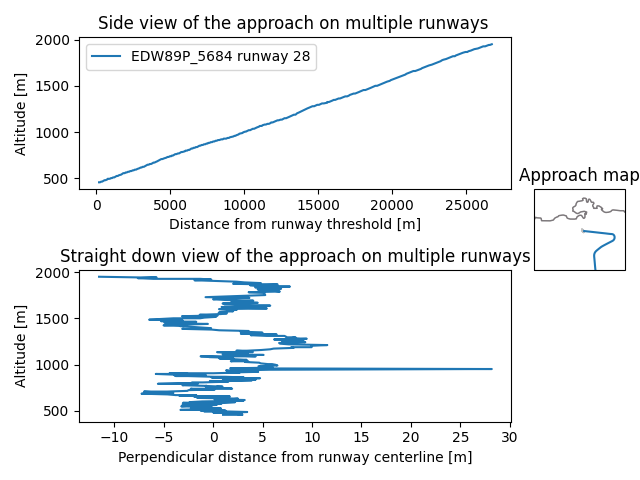 Side view of the approach on multiple runways
EDW89P_5684 runway 28
Altitude [m]
2000
1500
1000
500
0 5000 10000 15000 20000 25000
Distance from runway threshold [m]
Approach map
Straight down view of the approach on multiple runways
Altitude [m]
2000
1500
1000
500
−10 −5 0 5 10 15 20 25 30
Perpendicular distance from runway centerline [m]